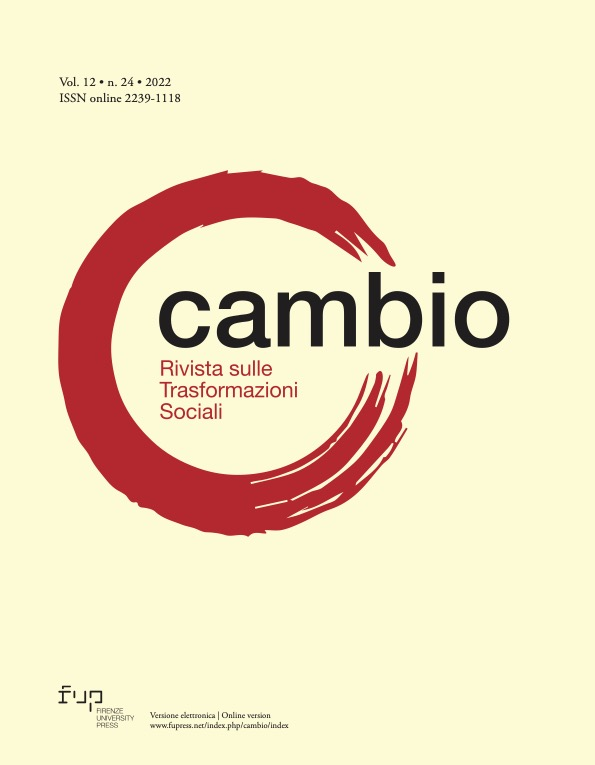 Vol. 12 • n. 24 • 2022
ISSN online 2239-1118
cambio
Rivista sulle
Trasformazioni
Sociali
fup
FIRENZE
UNIVERSITY
PRESS
Versione elettronica | Online version
www.fupress.net/index.php/cambio/index